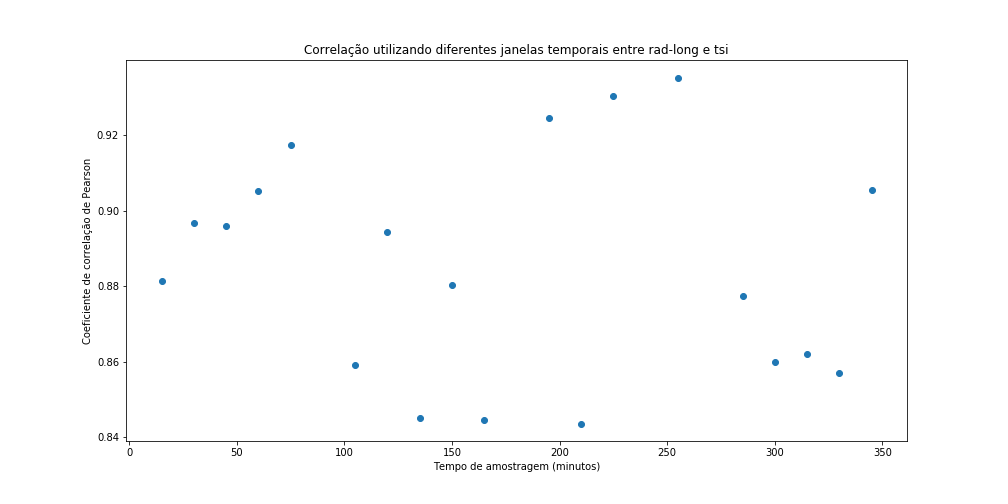 Correlação utilizando diferentes janelas temporais entre rad-long e tsi
Coeficiente de correlação de Pearson
0.92
0.90
0.88
0.86
0.84
0 50 100 150 200 250 300 350
Tempo de amostragem (minutos)